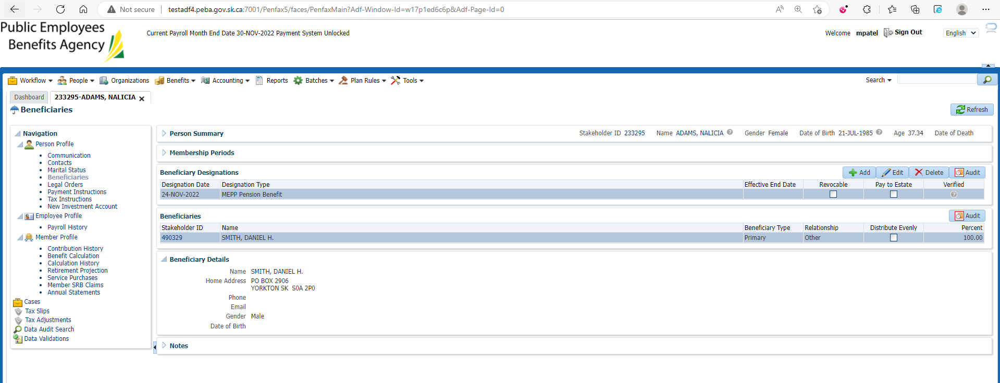 Not secure | testadf4.peba.gov.sk.ca:7001/Penfax5/faces/PenfaxMain?Adf-Window-Id=w17p1ed6c6p&Adf-Page-Id=0
Public Employees
Benefits Agency
Current Payroll Month End Date 30-NOV-2022 Payment System Unlocked
Welcome mpatel Sign Out English
Workflow People Organizations Benefits Accounting Reports Batches Plan Rules Tools Search
Dashboard 233295-ADAMS, NALICIA
Beneficiaries
Refresh
Navigation
Person Profile
Communication
Contacts
Marital Status
Beneficiaries
Legal Orders
Payment Instructions
Tax Instructions
New Investment Account
Employee Profile
Payroll History
Member Profile
Contribution History
Benefit Calculation
Calculation History
Retirement Projection
Service Purchases
Member SRB Claims
Annual Statements
Cases
Tax Slips
Tax Adjustments
Data Audit Search
Data Validations
Person Summary Stakeholder ID 233295 Name ADAMS, NALICIA Gender Female Date of Birth 21-JUL-1985 Age 37.34 Date of Death
Membership Periods
Beneficiary Designations Add Edit Delete Audit
Designation Date Designation Type Effective End Date Revocable Pay to Estate Verified
24-NOV-2022 MEPP Pension Benefit
Beneficiaries Audit
Stakeholder ID Name Beneficiary Type Relationship Distribute Evenly Percent
490329 SMITH, DANIEL H. Primary Other 100.00
Beneficiary Details
Name SMITH, DANIEL H.
Home Address PO BOX 2906
YORKTON SK S0A 2P0
Phone
Email
Gender Male
Date of Birth
Notes